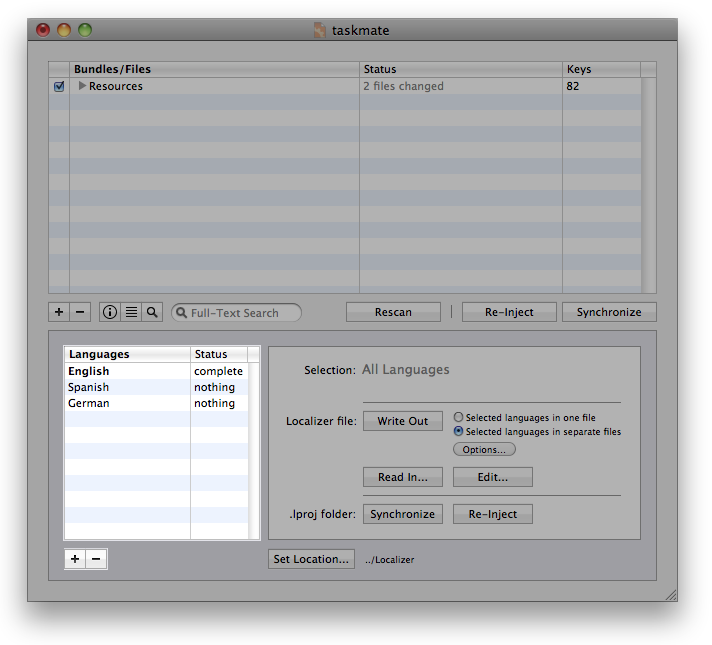 taskmate
Bundles/Files Status Keys
Resources 2 files changed 82
Full-Text Search Rescan Re-Inject Synchronize
Languages Status
English complete
Spanish nothing
German nothing
Selection: All Languages
Localizer file: Write Out
Selected languages in one file
Selected languages in separate files
Options...
Read In... Edit...
.lproj folder: Synchronize Re-Inject
Set Location... ../Localizer